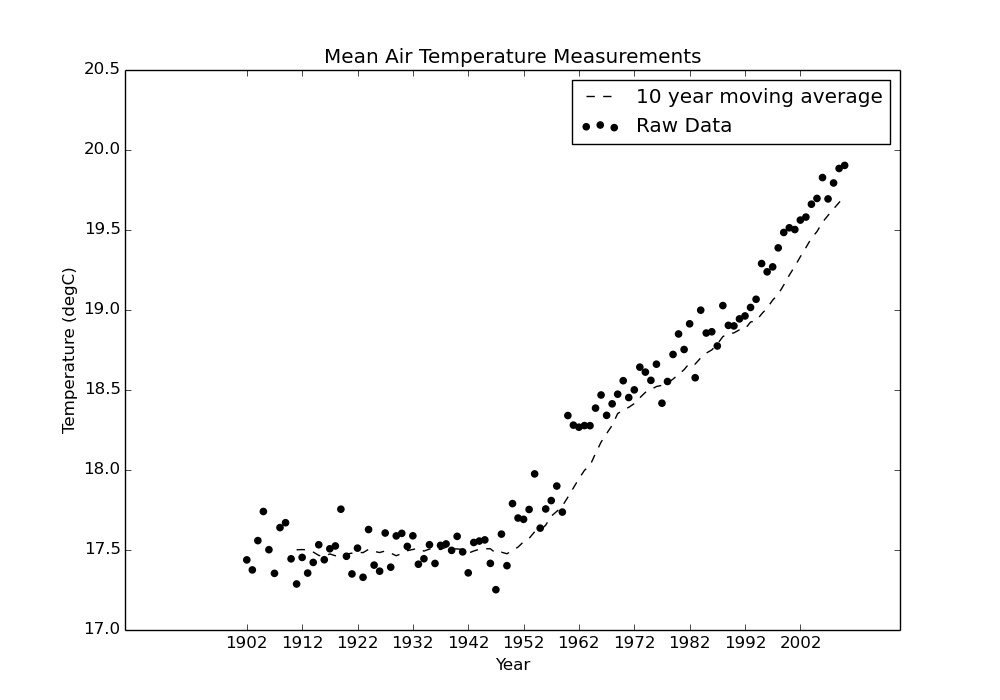 Mean Air Temperature Measurements
20.5
20.0
19.5
19.0
18.5
18.0
17.5
17.0
Temperature (degC)
10 year moving average
Raw Data
1902 1912 1922 1932 1942 1952 1962 1972 1982 1992 2002
Year